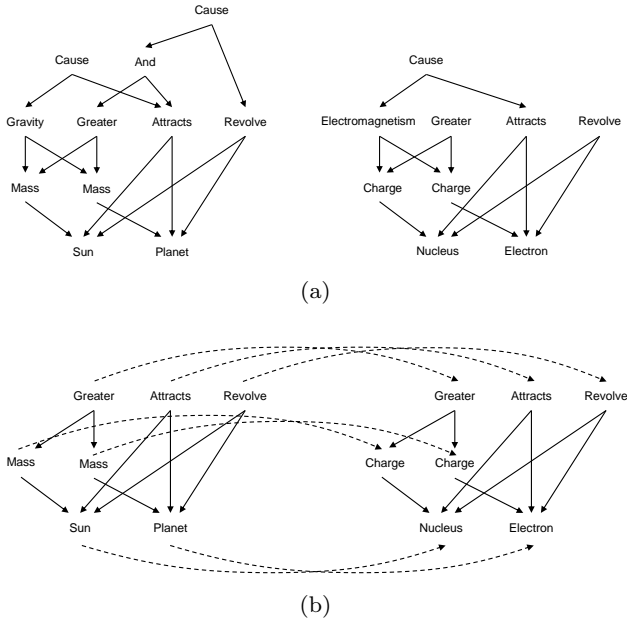 Cause
Cause And Cause
Gravity Greater Attracts Revolve Electromagnetism Greater Attracts Revolve
Mass Mass Charge Charge
Sun Planet Nucleus Electron
(a)
Greater Attracts Revolve Greater Attracts Revolve
Mass Mass Charge Charge
Sun Planet Nucleus Electron
(b)